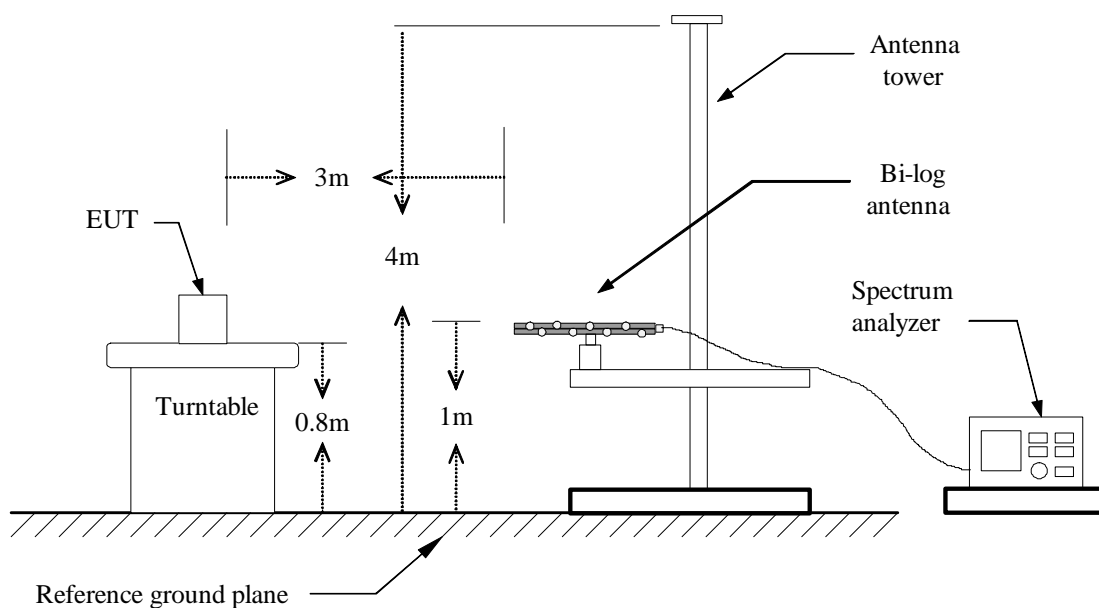 Antenna
tower
3m
Bi-log
antenna
EUT
4m
Spectrum
analyzer
Turntable
0.8m
1m
Reference ground plane